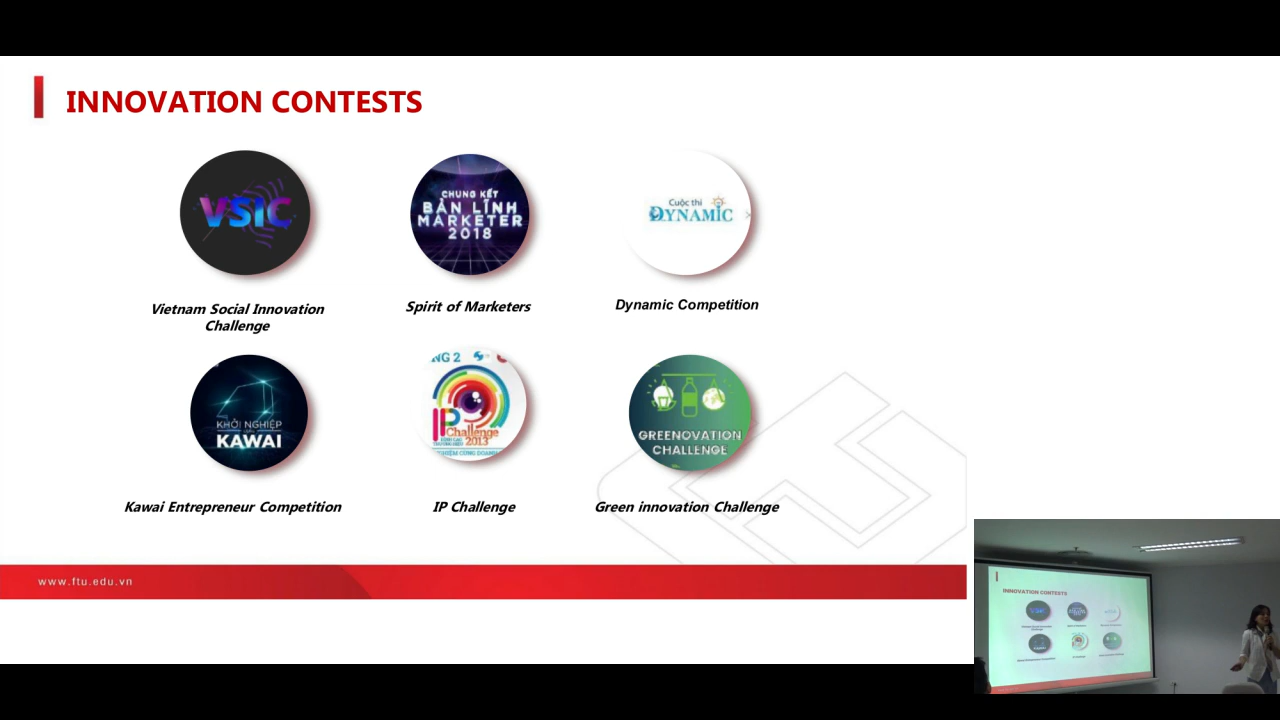 INNOVATION CONTESTS
VSIC
CHUNG KẾT
BẢN LĨNH
MARKETER
2018
Cuộc thi
DYNAMIC
Vietnam Social Innovation
Challenge
Spirit of Marketers
Dynamic Competition
KHỞI NGHIỆP
KAWAI
NG 2
IP
Challenge
2013
GREENOVATION
CHALLENGE
Kawai Entrepreneur Competition
IP Challenge
Green innovation Challenge
www.ftu.edu.vn
INNOVATION CONTESTS